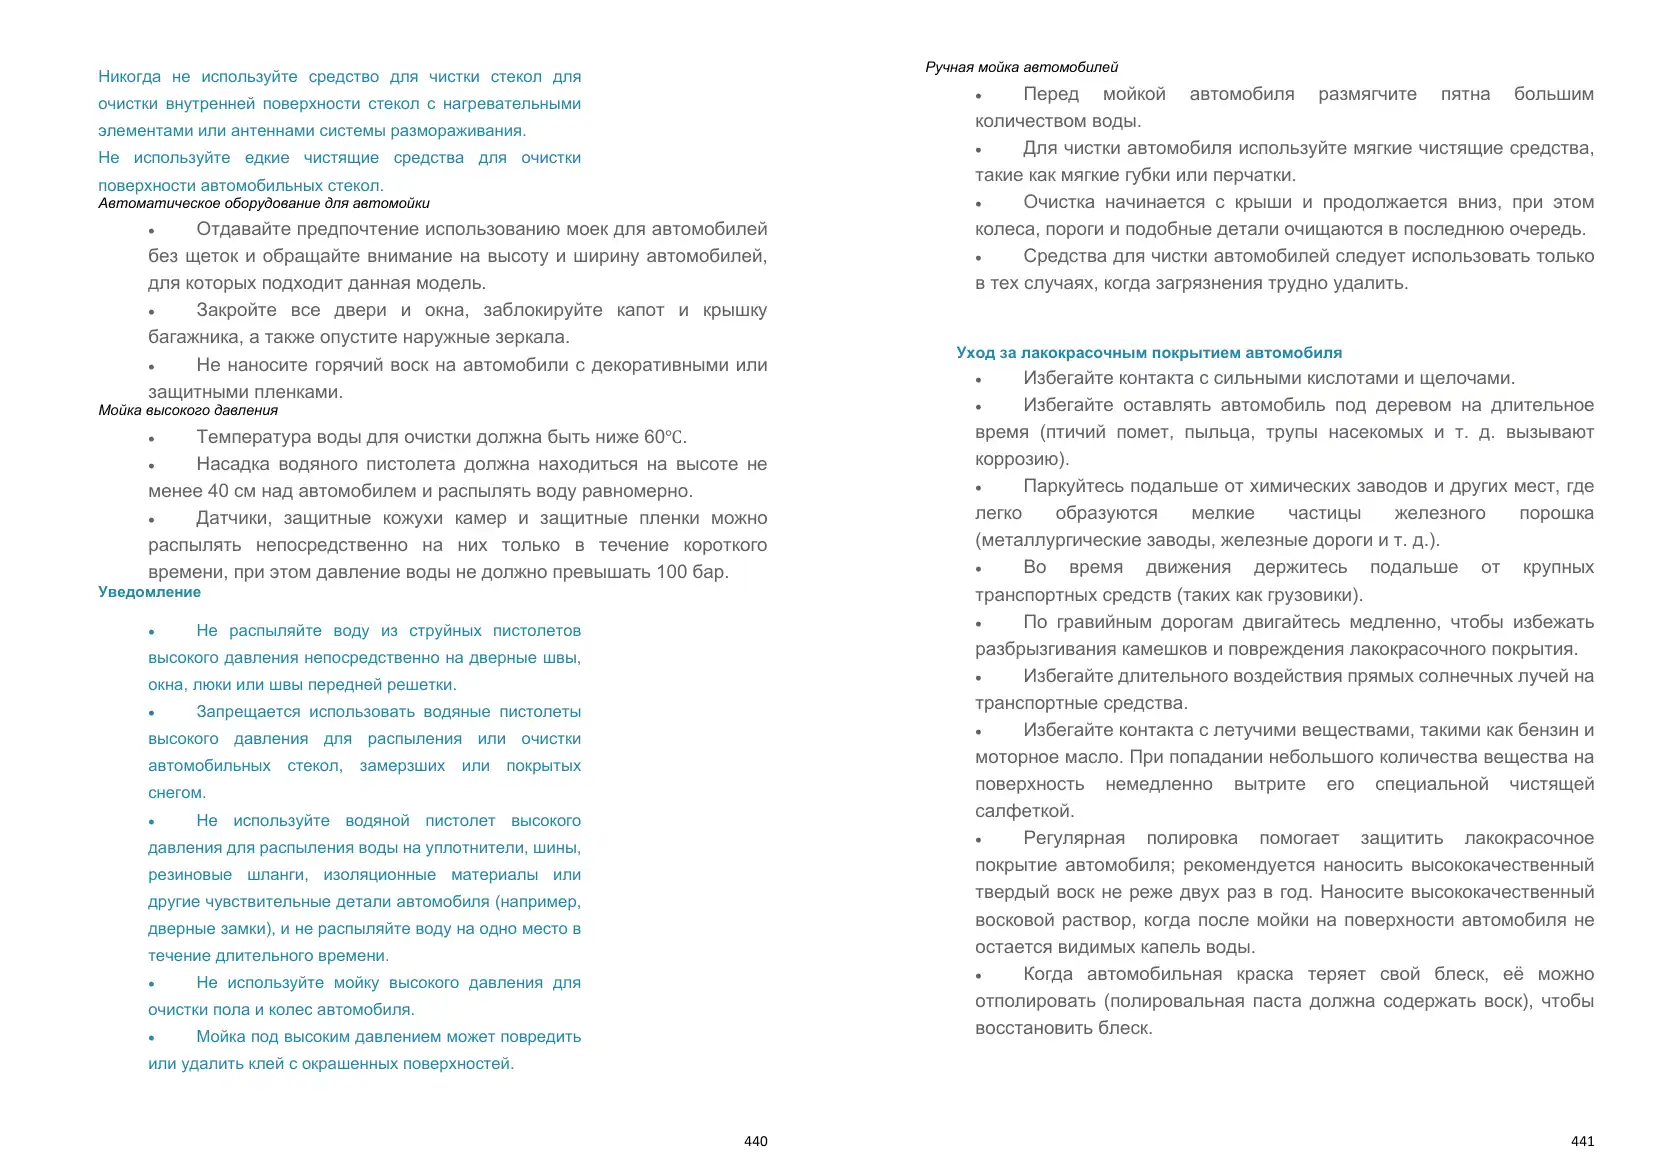 Никогда не используйте средство для чистки стекол для
очистки внутренней поверхности стекол с нагревательными
элементами или антеннами системы размораживания.
Не используйте едкие чистящие средства для очистки
поверхности автомобильных стекол.
Автоматическое оборудование для автомойки
• Отдавайте предпочтение использованию моек для автомобилей
без щеток и обращайте внимание на высоту и ширину автомобилей,
для которых подходит данная модель.
• Закройте все двери и окна, заблокируйте капот и крышку
багажника, а также опустите наружные зеркала.
• Не наносите горячий воск на автомобили с декоративными или
защитными пленками.
Мойка высокого давления
• Температура воды для очистки должна быть ниже 60℃.
• Насадка водяного пистолета должна находиться на высоте не
менее 40 см над автомобилем и распылять воду равномерно.
• Датчики, защитные кожухи камер и защитные пленки можно
распылять непосредственно на них только в течение короткого
времени, при этом давление воды не должно превышать 100 бар.
Уведомление
• Не распыляйте воду из струйных пистолетов
высокого давления непосредственно на дверные швы,
окна, люки или швы передней решетки.
• Запрещается использовать водяные пистолеты
высокого давления для распыления или очистки
автомобильных стекол, замерзших или покрытых
снегом.
• Не используйте водяной пистолет высокого
давления для распыления воды на уплотнители, шины,
резиновые шланги, изоляционные материалы или
другие чувствительные детали автомобиля (например,
дверные замки), и не распыляйте воду на одно место в
течение длительного времени.
• Не используйте мойку высокого давления для
очистки пола и колес автомобиля.
• Мойка под высоким давлением может повредить
или удалить клей с окрашенных поверхностей.
440
Ручная мойка автомобилей
• Перед мойкой автомобиля размягчите пятна большим
количеством воды.
• Для чистки автомобиля используйте мягкие чистящие средства,
такие как мягкие губки или перчатки.
• Очистка начинается с крыши и продолжается вниз, при этом
колеса, пороги и подобные детали очищаются в последнюю очередь.
• Средства для чистки автомобилей следует использовать только
в тех случаях, когда загрязнения трудно удалить.
Уход за лакокрасочным покрытием автомобиля
• Избегайте контакта с сильными кислотами и щелочами.
• Избегайте оставлять автомобиль под деревом на длительное
время (птичий помет, пыльца, трупы насекомых и т. д. вызывают
коррозию).
• Паркуйтесь подальше от химических заводов и других мест, где
легко образуются мелкие частицы железного порошка
(металлургические заводы, железные дороги и т. д.).
• Во время движения держитесь подальше от крупных
транспортных средств (таких как грузовики).
• По гравийным дорогам двигайтесь медленно, чтобы избежать
разбрызгивания камешков и повреждения лакокрасочного покрытия.
• Избегайте длительного воздействия прямых солнечных лучей на
транспортные средства.
• Избегайте контакта с летучими веществами, такими как бензин и
моторное масло. При попадании небольшого количества вещества на
поверхность немедленно вытрите его специальной чистящей
салфеткой.
• Регулярная полировка помогает защитить лакокрасочное
покрытие автомобиля; рекомендуется наносить высококачественный
твердый воск не реже двух раз в год. Наносите высококачественный
восковой раствор, когда после мойки на поверхности автомобиля не
остается видимых капель воды.
• Когда автомобильная краска теряет свой блеск, её можно
отполировать (полировальная паста должна содержать воск), чтобы
восстановить блеск.
441